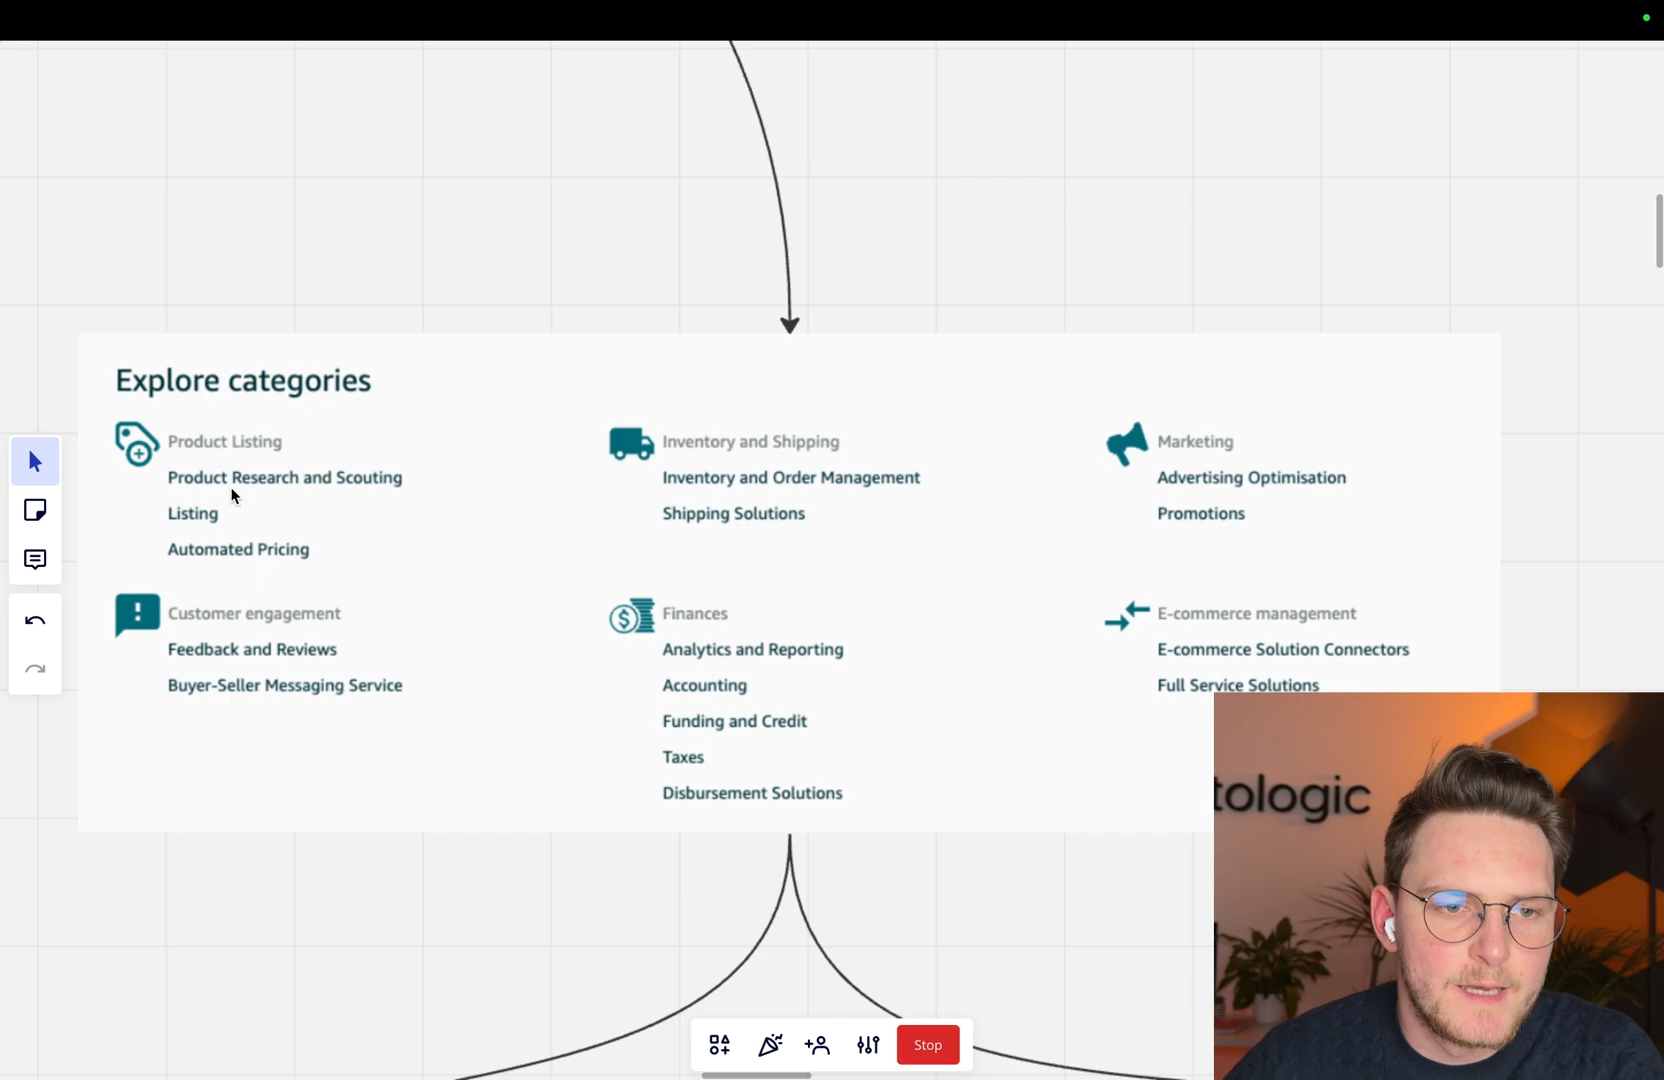 Explore categories
Product Listing
Product Research and Scouting
Listing
Automated Pricing
Inventory and Shipping
Inventory and Order Management
Shipping Solutions
Marketing
Advertising Optimisation
Promotions
Customer engagement
Feedback and Reviews
Buyer-Seller Messaging Service
Finances
Analytics and Reporting
Accounting
Funding and Credit
Taxes
Disbursement Solutions
E-commerce management
E-commerce Solution Connectors
Full Service Solutions
tologic
Stop